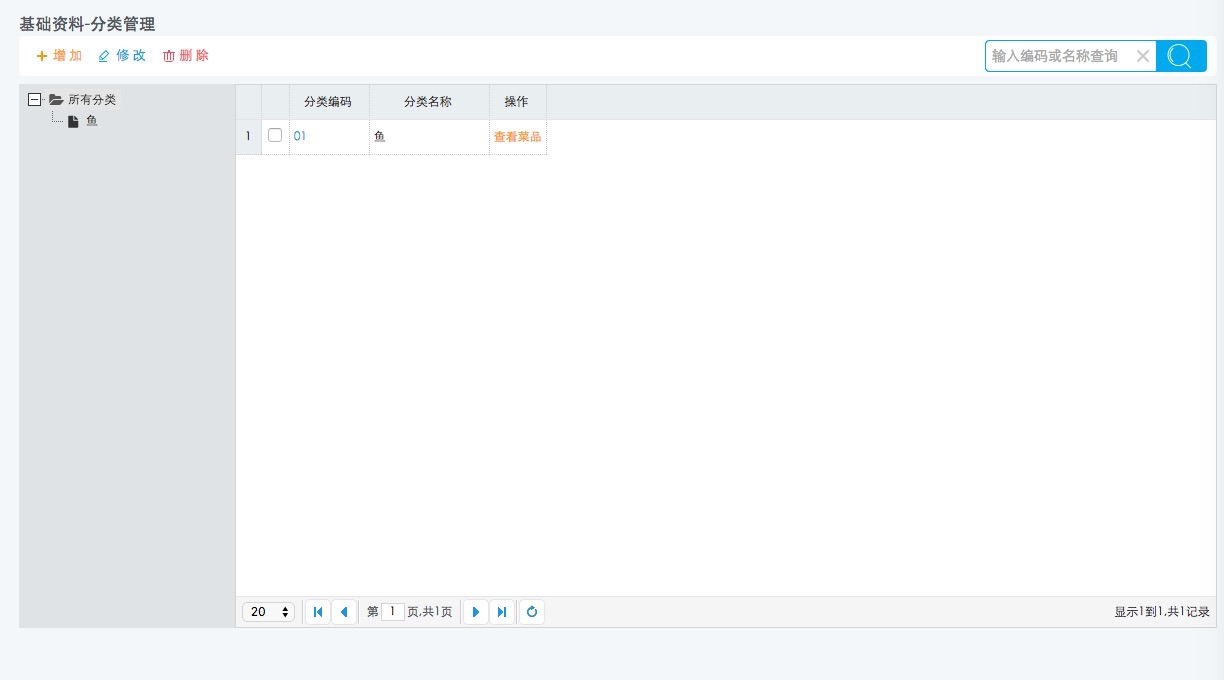 基础资料-分类管理
增 加 修 改 删 除 输入编码或名称查询
所有分类
鱼
分类编码 分类名称 操作
1 01 鱼 查看菜品
20 第 1 页,共1页 显示1到1,共1记录